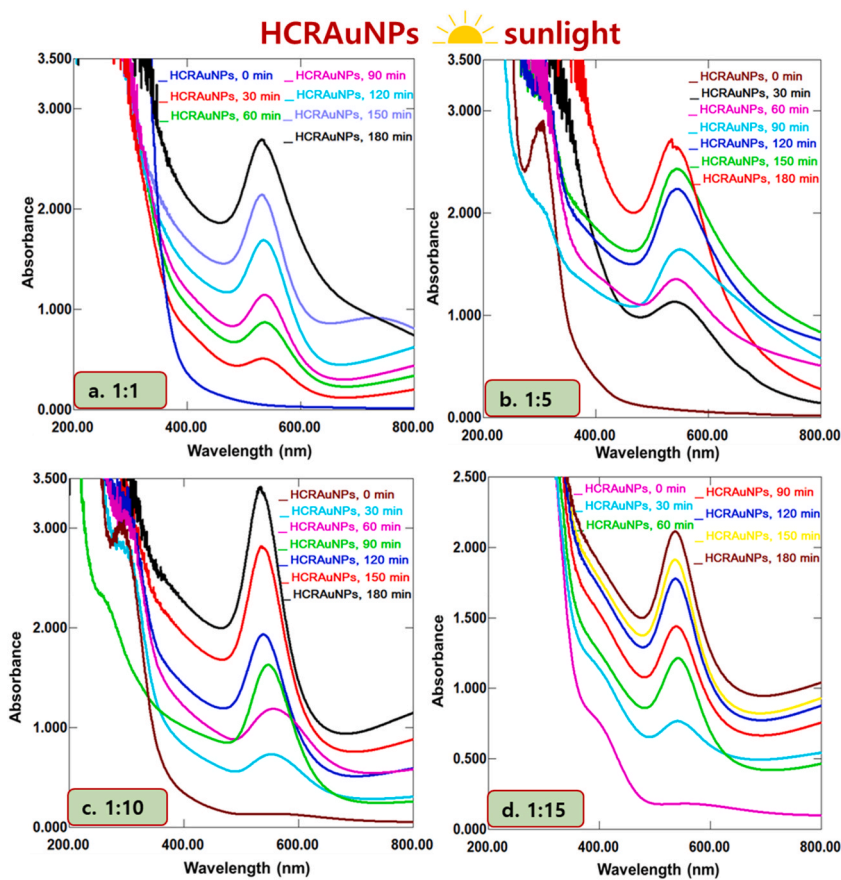 HCRAuNPs sunlight
3.500
3.000
2.000
1.000
0.000
Absorbance
_ HCRAuNPs, 0 min
_ HCRAuNPs, 30 min
_ HCRAuNPs, 60 min
_ HCRAuNPs, 90 min
_ HCRAuNPs, 120 min
_ HCRAuNPs, 150 min
_ HCRAuNPs, 180 min
a. 1:1
200.00 400.00 600.00 800.00
Wavelength (nm)
3.500
3.000
2.000
1.000
0.000
Absorbance
_ HCRAuNPs, 0 min
_ HCRAuNPs, 30 min
_ HCRAuNPs, 60 min
_ HCRAuNPs, 90 min
_ HCRAuNPs, 120 min
_ HCRAuNPs, 150 min
_ HCRAuNPs, 180 min
b. 1:5
200.00 400.00 600.00 800.00
Wavelength (nm)
3.500
3.000
2.000
1.000
0.000
Absorbance
_ HCRAuNPs, 0 min
_ HCRAuNPs, 30 min
_ HCRAuNPs, 60 min
_ HCRAuNPs, 90 min
_ HCRAuNPs, 120 min
_ HCRAuNPs, 150 min
_ HCRAuNPs, 180 min
c. 1:10
200.00 400.00 600.00 800.00
Wavelength (nm)
2.500
2.000
1.500
1.000
0.500
0.000
Absorbance
_ HCRAuNPs, 0 min
_ HCRAuNPs, 30 min
_ HCRAuNPs, 60 min
_ HCRAuNPs, 90 min
_ HCRAuNPs, 120 min
_ HCRAuNPs, 150 min
_ HCRAuNPs, 180 min
d. 1:15
200.00 400.00 600.00 800.00
Wavelength (nm)